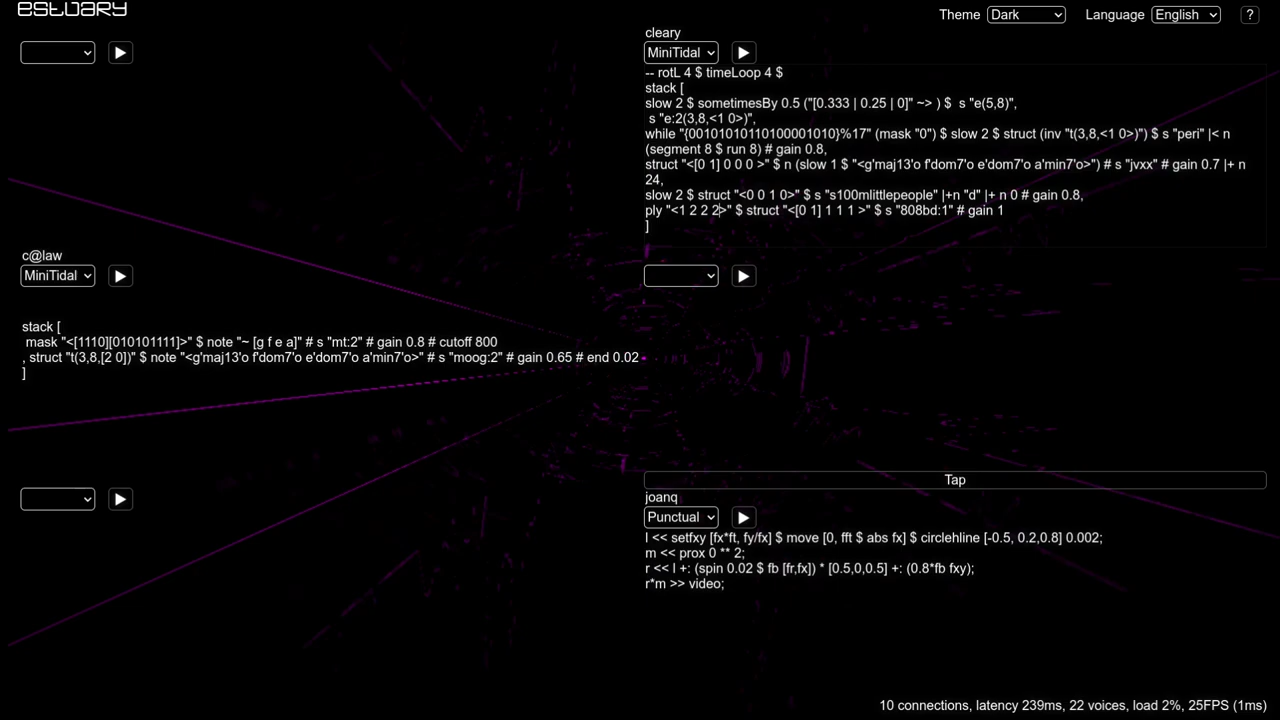 estuary
Theme Dark Language English ?
cleary
MiniTidal
-- rotL 4 $ timeLoop 4 $
stack [
slow 2 $ sometimesBy 0.5 ("[0.333 | 0.25 | 0]" ~> ) $  s "e(5,8)",
 s "e:2(3,8,<1 0>)",
while "{00101010110100001010}%17" (mask "0") $ slow 2 $ struct (inv "t(3,8,<1 0>)") $ s "peri" |< n
(segment 8 $ run 8) # gain 0.8,
struct "<[0 1] 0 0 0 >" $ n (slow 1 $ "<g'maj13'o f'dom7'o e'dom7'o a'min7'o>") # s "jvxx" # gain 0.7 |+ n
24,
slow 2 $ struct "<0 0 1 0>" $ s "s100mlittlepeople" |+n "d" |+ n 0 # gain 0.8,
ply "<1 2 2 2>" $ struct "<[0 1] 1 1 1 >" $ s "808bd:1" # gain 1
]
c@law
MiniTidal
stack [
 mask "<[1110][010101111]>" $ note "~ [g f e a]" # s "mt:2" # gain 0.8 # cutoff 800
, struct "t(3,8,[2 0])" $ note "<g'maj13'o f'dom7'o e'dom7'o a'min7'o>" # s "moog:2" # gain 0.65 # end 0.02
]
Tap
joanq
Punctual
l << setfxy [fx*ft, fy/fx] $ move [0, fft $ abs fx] $ circlehline [-0.5, 0.2,0.8] 0.002;
m << prox 0 ** 2;
r << l +: (spin 0.02 $ fb [fr,fx]) * [0.5,0,0.5] +: (0.8*fb fxy);
r*m >> video;
10 connections, latency 239ms, 22 voices, load 2%, 25FPS (1ms)